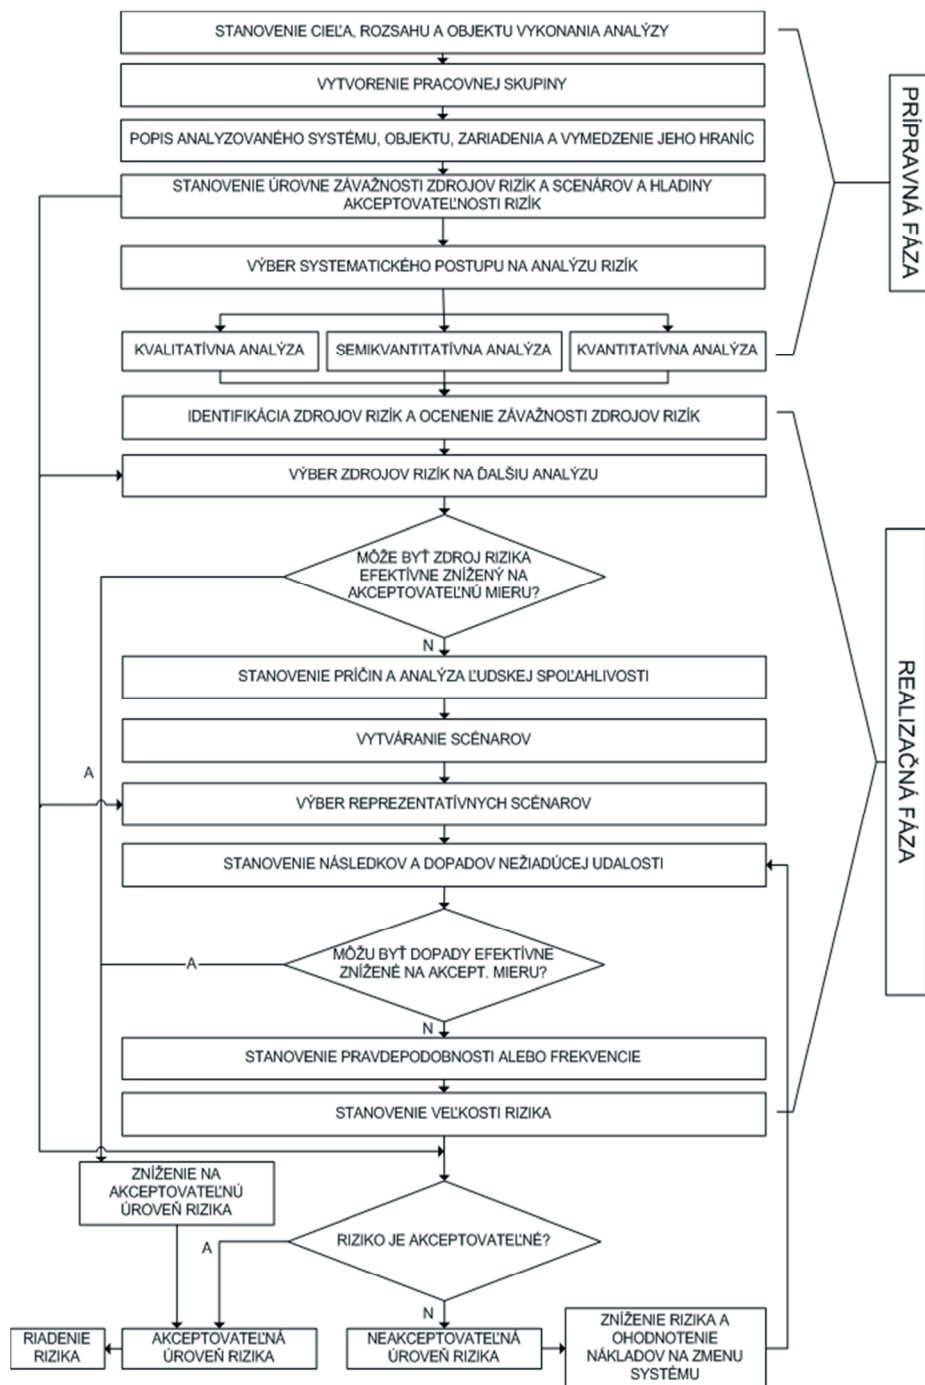 STANOVENIE CIEĽA, ROZSAHU A OBJEKTU VYKONANIA ANALÝZY
VYTVORENIE PRACOVNEJ SKUPINY
POPIS ANALYZOVANÉHO SYSTÉMU, OBJEKTU, ZARIADENIA A VYMEDZENIE JEHO HRANÍC
STANOVENIE ÚROVNE ZÁVAŽNOSTI ZDROJOV RIZÍK A SCENÁROV A HLADINY
AKCEPTOVATEĽNOSTI RIZÍK
VÝBER SYSTEMATICKÉHO POSTUPU NA ANALÝZU RIZÍK
KVALITATÍVNA ANALÝZA
SEMIKVANTITATÍVNA ANALÝZA
KVANTITATÍVNA ANALÝZA
PRÍPRAVNÁ FÁZA
IDENTIFIKÁCIA ZDROJOV RIZÍK A OCENENIE ZÁVAŽNOSTI ZDROJOV RIZÍK
VÝBER ZDROJOV RIZÍK NA ĎALŠIU ANALÝZU
MÔŽE BYŤ ZDROJ RIZIKA
EFEKTÍVNE ZNÍŽENÝ NA
AKCEPTOVATEĽNÚ MIERU?
N
STANOVENIE PRÍČIN A ANALÝZA ĽUDSKEJ SPOĽAHLIVOSTI
VYTVÁRANIE SCÉNAROV
A
VÝBER REPREZENTATÍVNYCH SCÉNAROV
STANOVENIE NÁSLEDKOV A DOPADOV NEŽIADÚCEJ UDALOSTI
MÔŽU BYŤ DOPADY EFEKTÍVNE
ZNÍŽENÉ NA AKCEPT. MIERU?
A
N
STANOVENIE PRAVDEPODOBNOSTI ALEBO FREKVENCIE
STANOVENIE VEĽKOSTI RIZIKA
REALIZAČNÁ FÁZA
ZNÍŽENIE NA
AKCEPTOVATEĽNÚ
ÚROVEŇ RIZIKA
RIZIKO JE AKCEPTOVATEĽNÉ?
A
N
RIADENIE
RIZIKA
AKCEPTOVATEĽNÁ
ÚROVEŇ RIZIKA
NEAKCEPTOVATEĽNÁ
ÚROVEŇ RIZIKA
ZNÍŽENIE RIZIKA A
OHODNOTENIE
NÁKLADOV NA ZMENU
SYSTÉMU